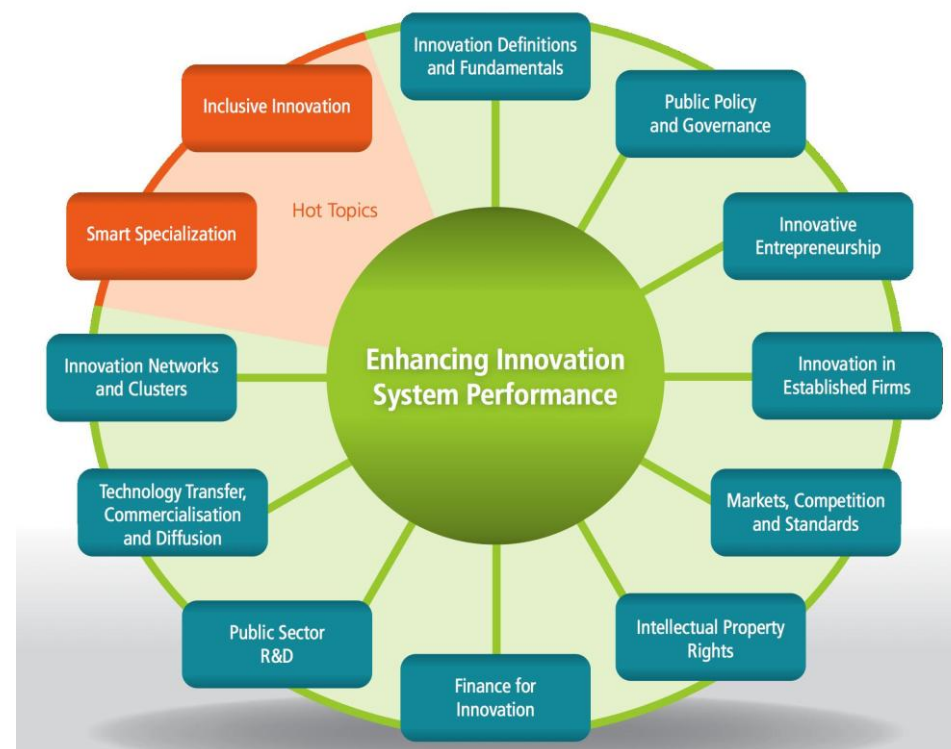 Enhancing Innovation
System Performance
Innovation Definitions
and Fundamentals
Public Policy
and Governance
Innovative
Entrepreneurship
Innovation in
Established Firms
Markets, Competition
and Standards
Intellectual Property
Rights
Finance for
Innovation
Public Sector
R&D
Technology Transfer,
Commercialisation
and Diffusion
Innovation Networks
and Clusters
Smart Specialization
Inclusive Innovation
Hot Topics